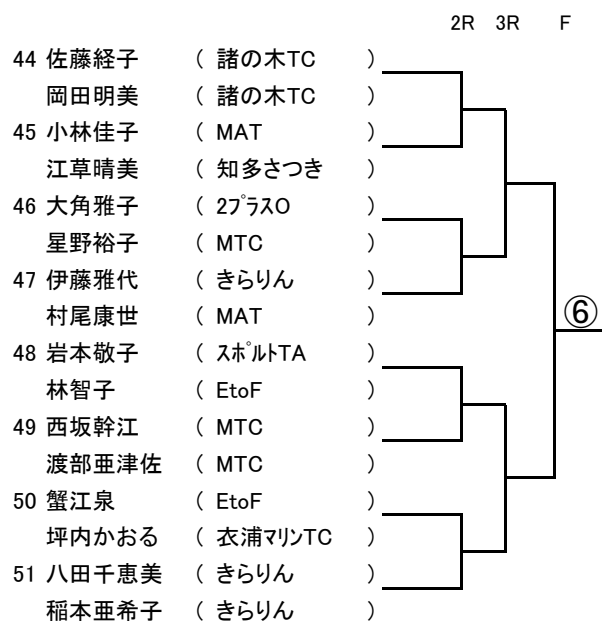 2R 3R F
44 佐藤経子 ( 諸の木TC )
岡田明美 ( 諸の木TC )
45 小林佳子 ( MAT )
江草晴美 ( 知多さつき )
46 大角雅子 ( 2ﾌﾟﾗｽO )
星野裕子 ( MTC )
47 伊藤雅代 ( きらりん )
村尾康世 ( MAT )
⑥
48 岩本敬子 ( ｽﾎﾟﾙﾄTA )
林智子 ( EtoF )
49 西坂幹江 ( MTC )
渡部亜津佐 ( MTC )
50 蟹江泉 ( EtoF )
坪内かおる ( 衣浦ﾏﾘﾝTC )
51 八田千恵美 ( きらりん )
稲本亜希子 ( きらりん )